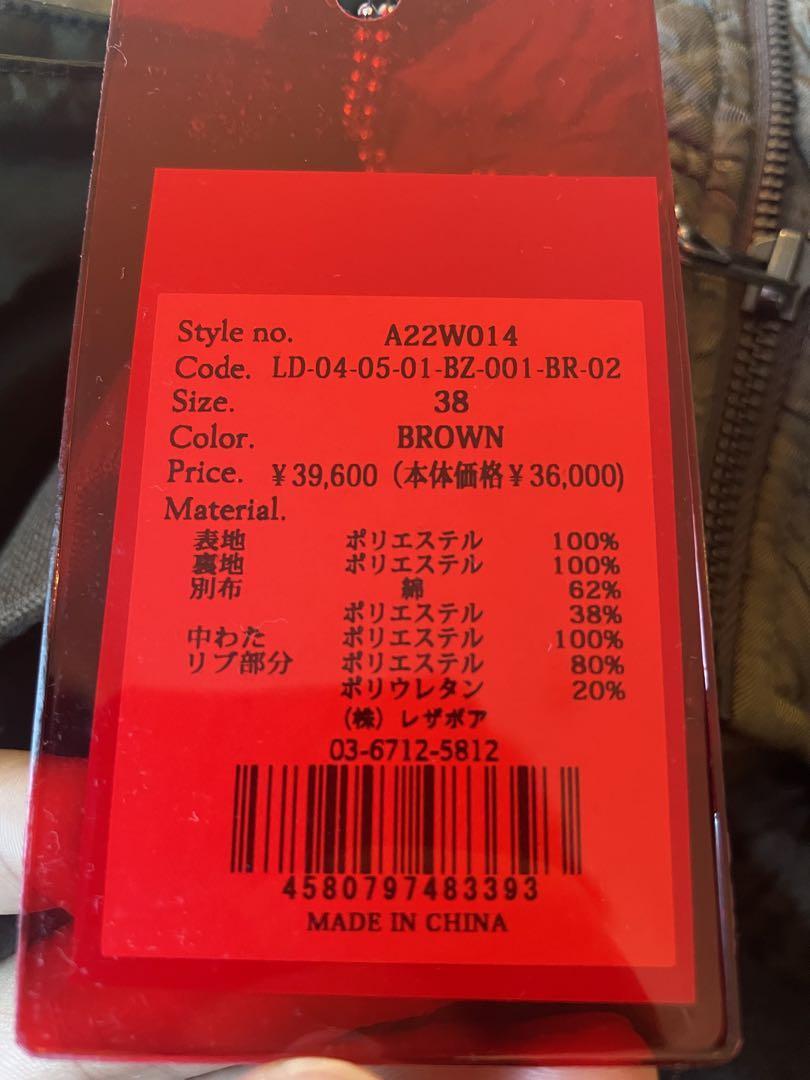 Style no. A22W014
Code. LD-04-05-01-BZ-001-BR-02
Size. 38
Color. BROWN
Price. ¥39,600 (本体価格¥36,000)
Material.
表地 ポリエステル 100%
裏地 ポリエステル 100%
別布 綿 62%
ポリエステル 38%
中わた ポリエステル 100%
リブ部分 ポリエステル 80%
ポリウレタン 20%
(株) レザボア
03-6712-5812
4580797483393
MADE IN CHINA